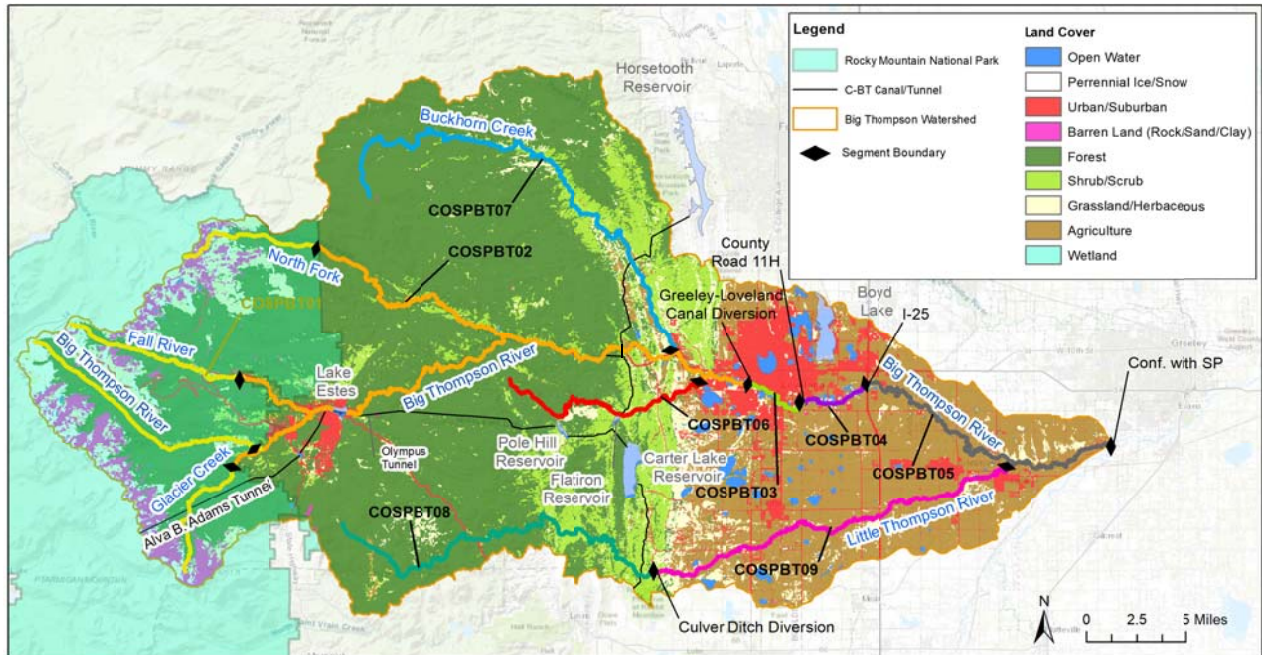 Legend
Rocky Mountain National Park
C-BT Canal/Tunnel
Big Thompson Watershed
Segment Boundary
Land Cover
Open Water
Perrennial Ice/Snow
Urban/Suburban
Barren Land (Rock/Sand/Clay)
Forest
Shrub/Scrub
Grassland/Herbaceous
Agriculture
Wetland
Horsetooth
Reservoir
Buckhorn Creek
COSPBT07
COSPBT02
North Fork
COSPBT01
Fall River
Big Thompson River
Lake
Estes
Big Thompson River
Glacier Creek
Alva B. Adams Tunnel
Olympus
Tunnel
Pole Hill
Reservoir
Flatiron
Reservoir
Carter Lake
Reservoir
County
Road 11H
Greeley-Loveland
Canal Diversion
Boyd
Lake
I-25
Big Thompson
River
Conf. with SP
COSPBT06
COSPBT04
COSPBT03
COSPBT05
Little Thompson
River
COSPBT08
COSPBT09
Culver Ditch Diversion
N
0 2.5 5 Miles